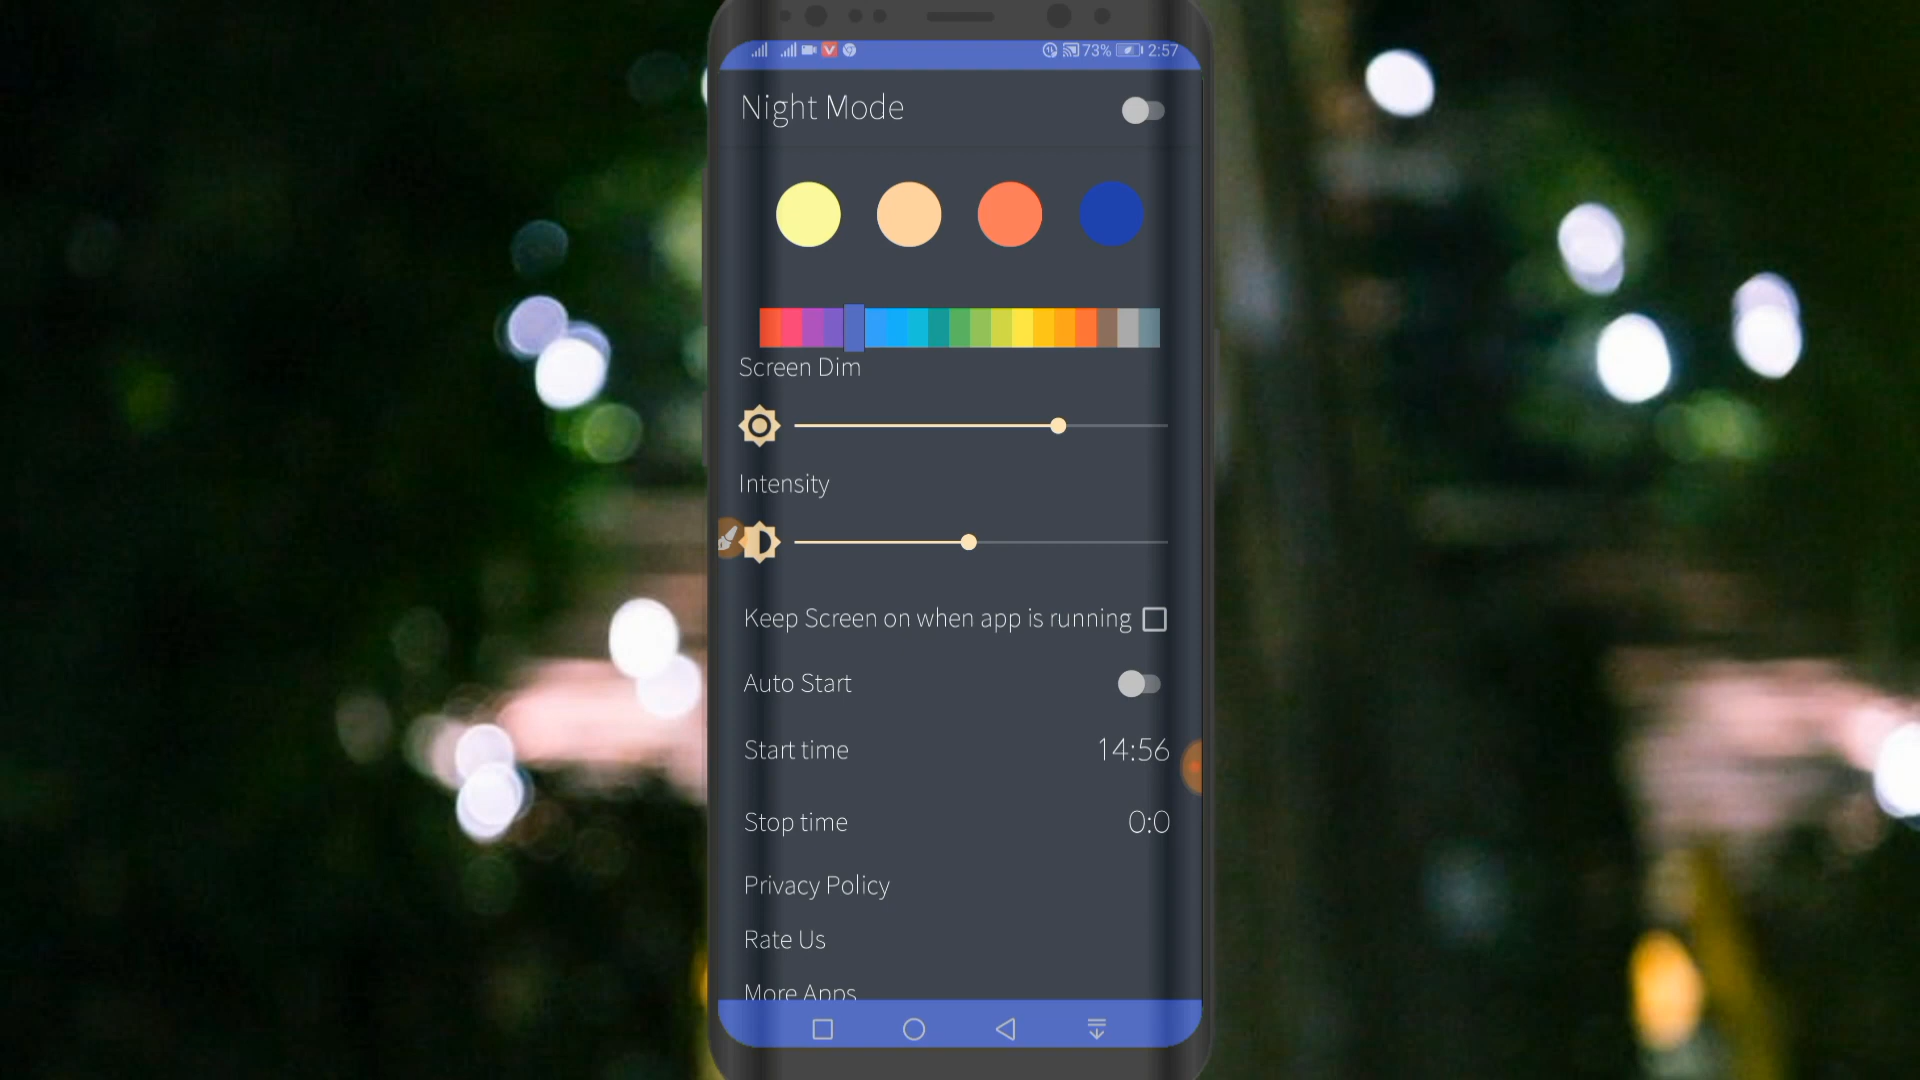 73% 2:57
Night Mode
Screen Dim
Intensity
Keep Screen on when app is running
Auto Start
Start time 14:56
Stop time 0:0
Privacy Policy
Rate Us
More Apps